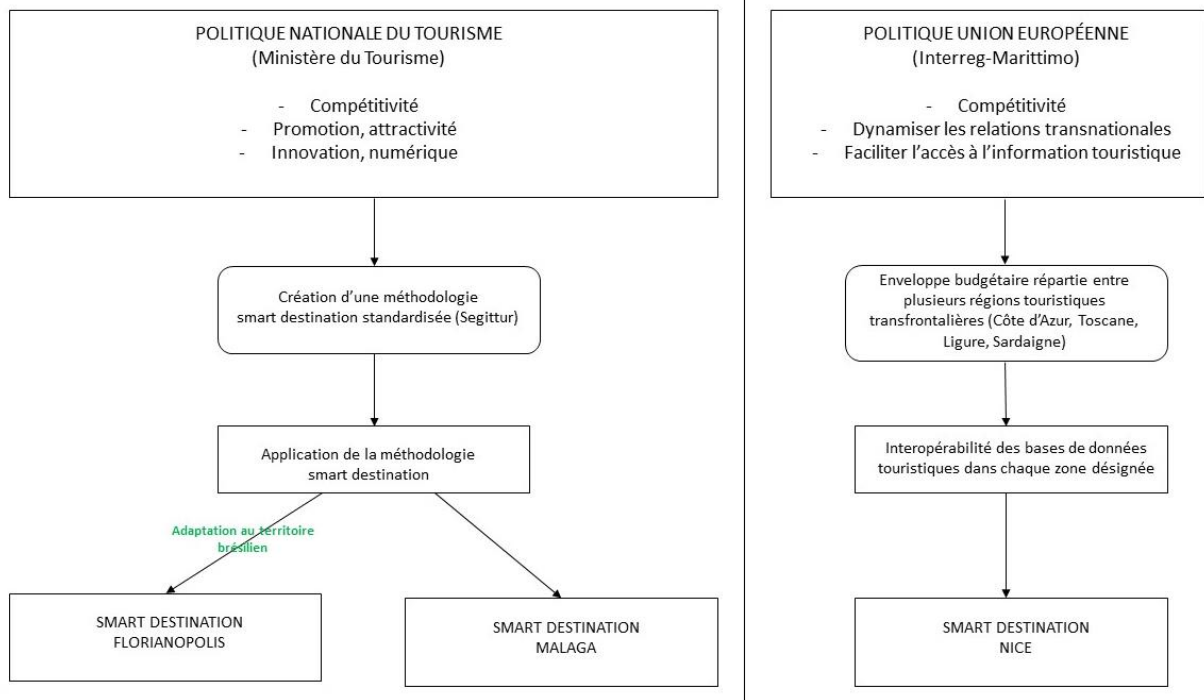 POLITIQUE NATIONALE DU TOURISME
(Ministère du Tourisme)
- Compétitivité
- Promotion, attractivité
- Innovation, numérique
Création d'une méthodologie
smart destination standardisée (Segittur)
Application de la méthodologie
smart destination
Adaptation au territoire
brésilien
SMART DESTINATION
FLORIANOPOLIS
SMART DESTINATION
MALAGA
POLITIQUE UNION EUROPÉENNE
(Interreg-Marittimo)
- Compétitivité
- Dynamiser les relations transnationales
- Faciliter l'accès à l'information touristique
Enveloppe budgétaire répartie entre
plusieurs régions touristiques
transfrontalières (Côte d'Azur, Toscane,
Ligure, Sardaigne)
Interopérabilité des bases de données
touristiques dans chaque zone désignée
SMART DESTINATION
NICE